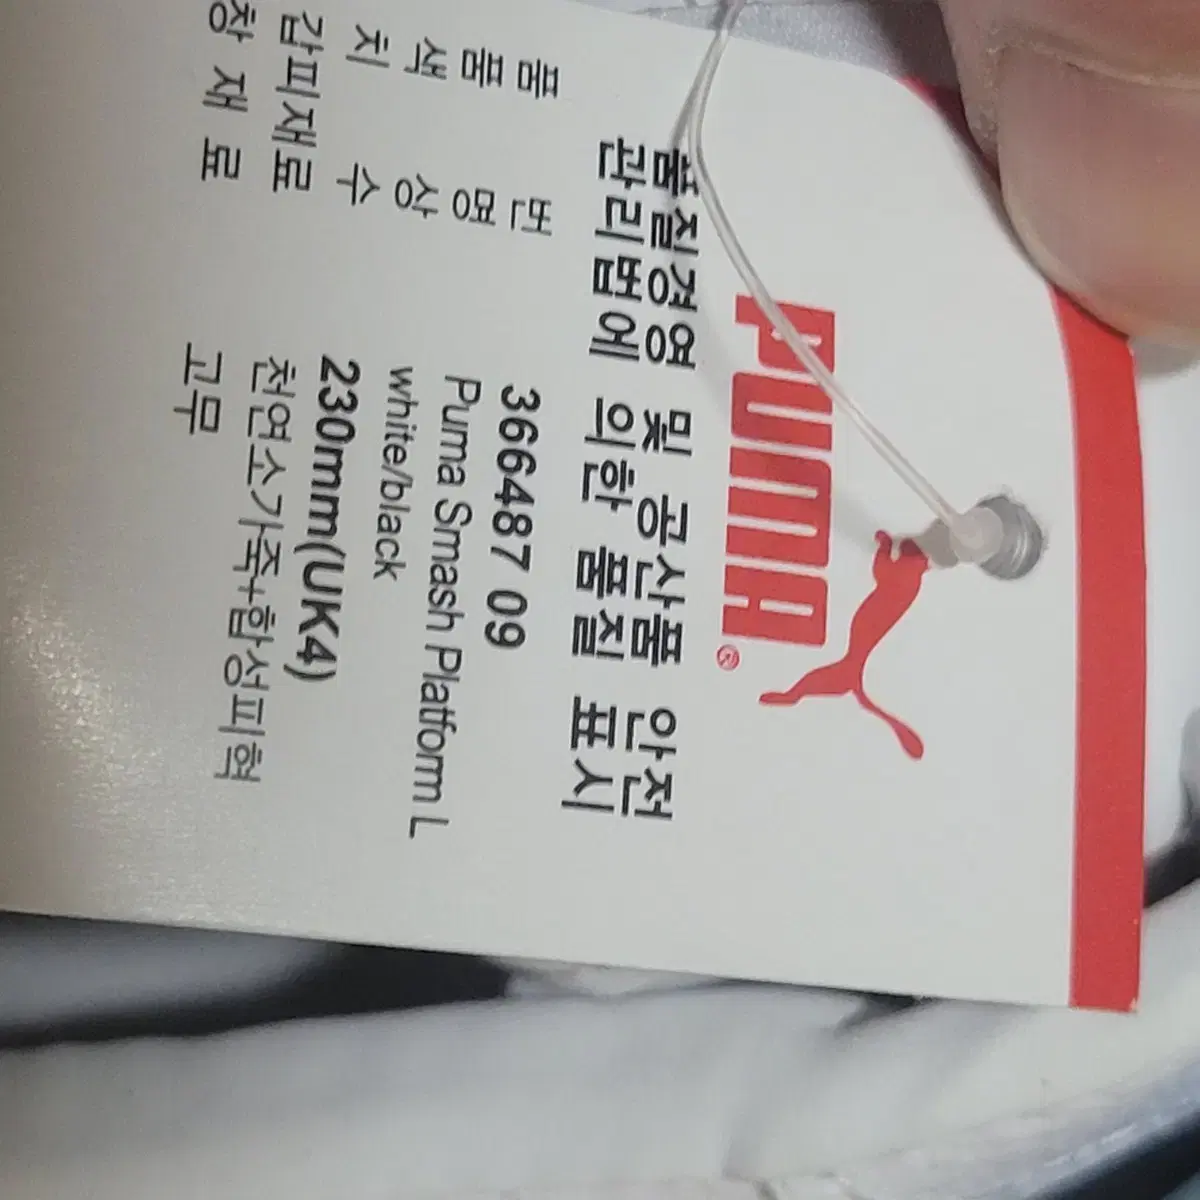 PUMA®
품질경영 및 공산품 안전
관리법에 의한 품질 표시
품 번 366487 09
품 명 Puma Smash Platform L
색 상 white/black
치 수 230mm(UK4)
갑피재료 천연소가죽+합성피혁
창 재 료 고무